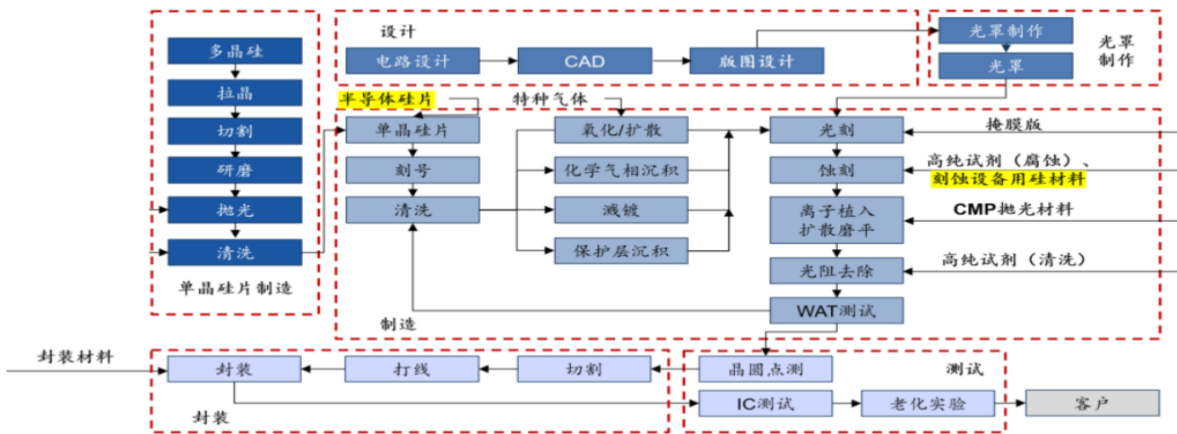 设计
电路设计
CAD
版图设计
光罩制作
光罩
光罩
制作
多晶硅
拉晶
切割
研磨
抛光
清洗
单晶硅片制造
半导体硅片
特种气体
单晶硅片
刻号
清洗
氧化/扩散
化学气相沉积
溅镀
保护层沉积
光刻
蚀刻
离子植入
扩散磨平
光阻去除
WAT测试
制造
掩膜版
高纯试剂（腐蚀）、
刻蚀设备用硅材料
CMP抛光材料
高纯试剂（清洗）
封装材料
封装
打线
切割
封装
晶圆点测
测试
IC测试
老化实验
客户